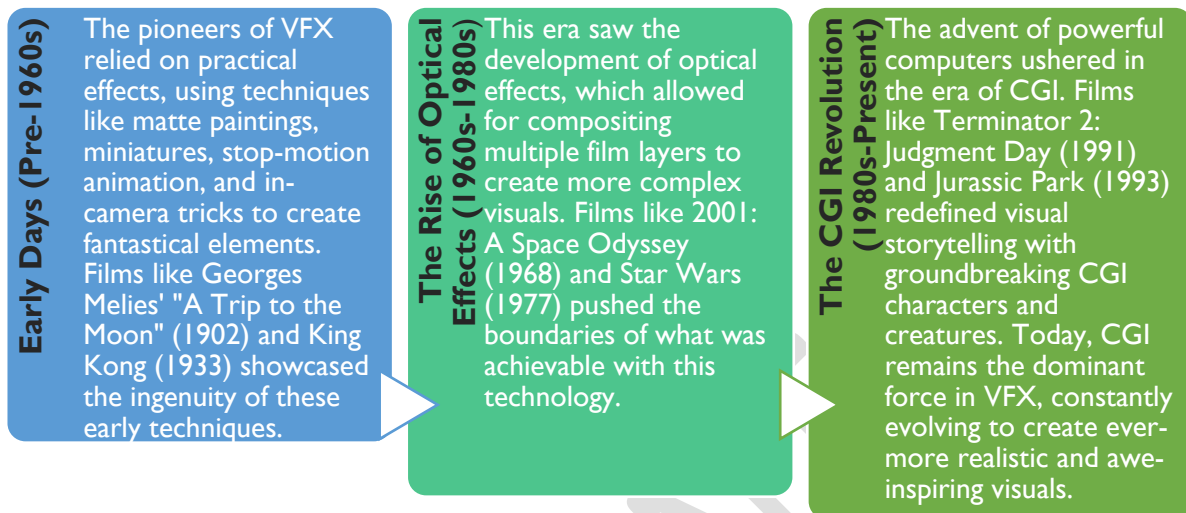 Early Days (Pre-1960s)
The pioneers of VFX
relied on practical
effects, using techniques
like matte paintings,
miniatures, stop-motion
animation, and in-
camera tricks to create
fantastical elements.
Films like Georges
Melies' "A Trip to the
Moon" (1902) and King
Kong (1933) showcased
the ingenuity of these
early techniques.
The Rise of Optical
Effects (1960s-1980s)
This era saw the
development of optical
effects, which allowed
for compositing
multiple film layers to
create more complex
visuals. Films like 2001:
A Space Odyssey
(1968) and Star Wars
(1977) pushed the
boundaries of what was
achievable with this
technology.
The CGI Revolution
(1980s-Present)
The advent of powerful
computers ushered in
the era of CGI. Films
like Terminator 2:
Judgment Day (1991)
and Jurassic Park (1993)
redefined visual
storytelling with
groundbreaking CGI
characters and
creatures. Today, CGI
remains the dominant
force in VFX, constantly
evolving to create ever-
more realistic and awe-
inspiring visuals.